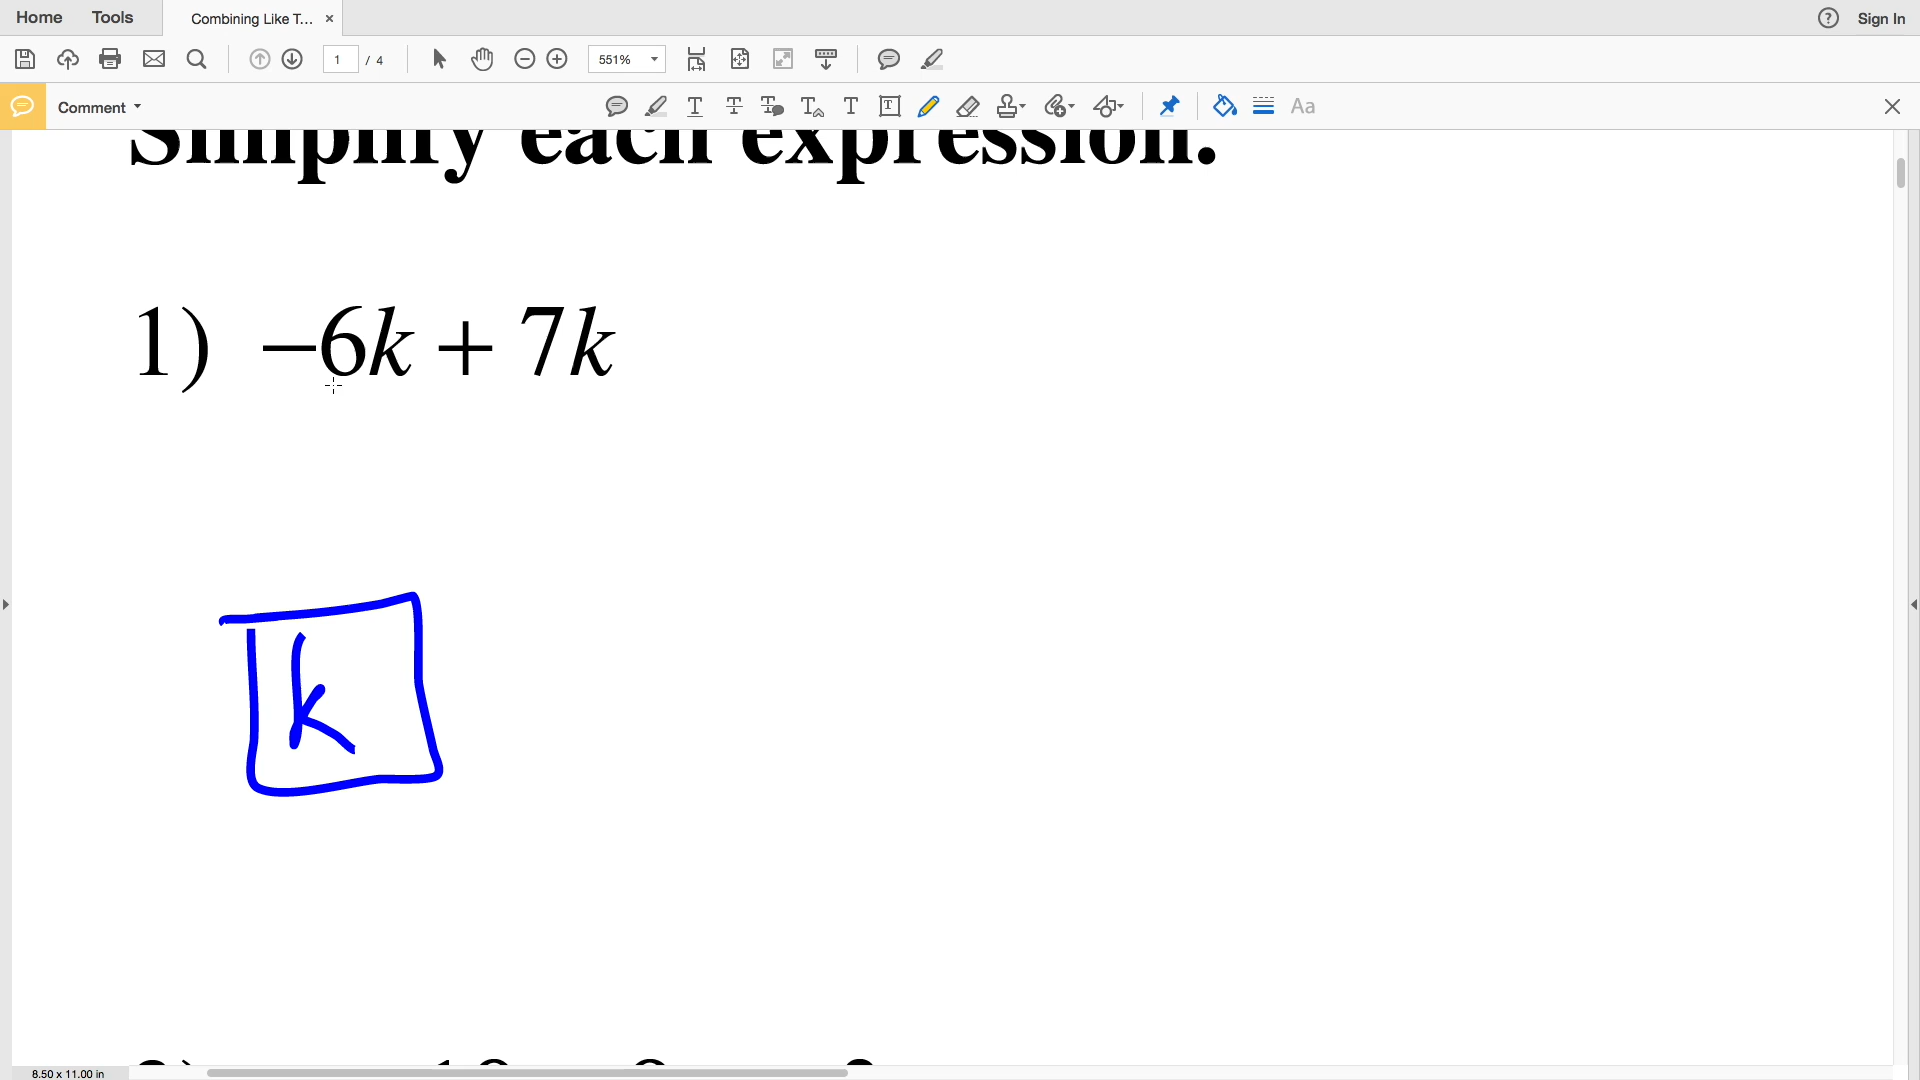 Home Tools Combining Like T... × ? Sign In
1 / 4 551%
Comment T T T T T T Aa
Simplify each expression.
1) −6k + 7k
k
8.50 x 11.00 in